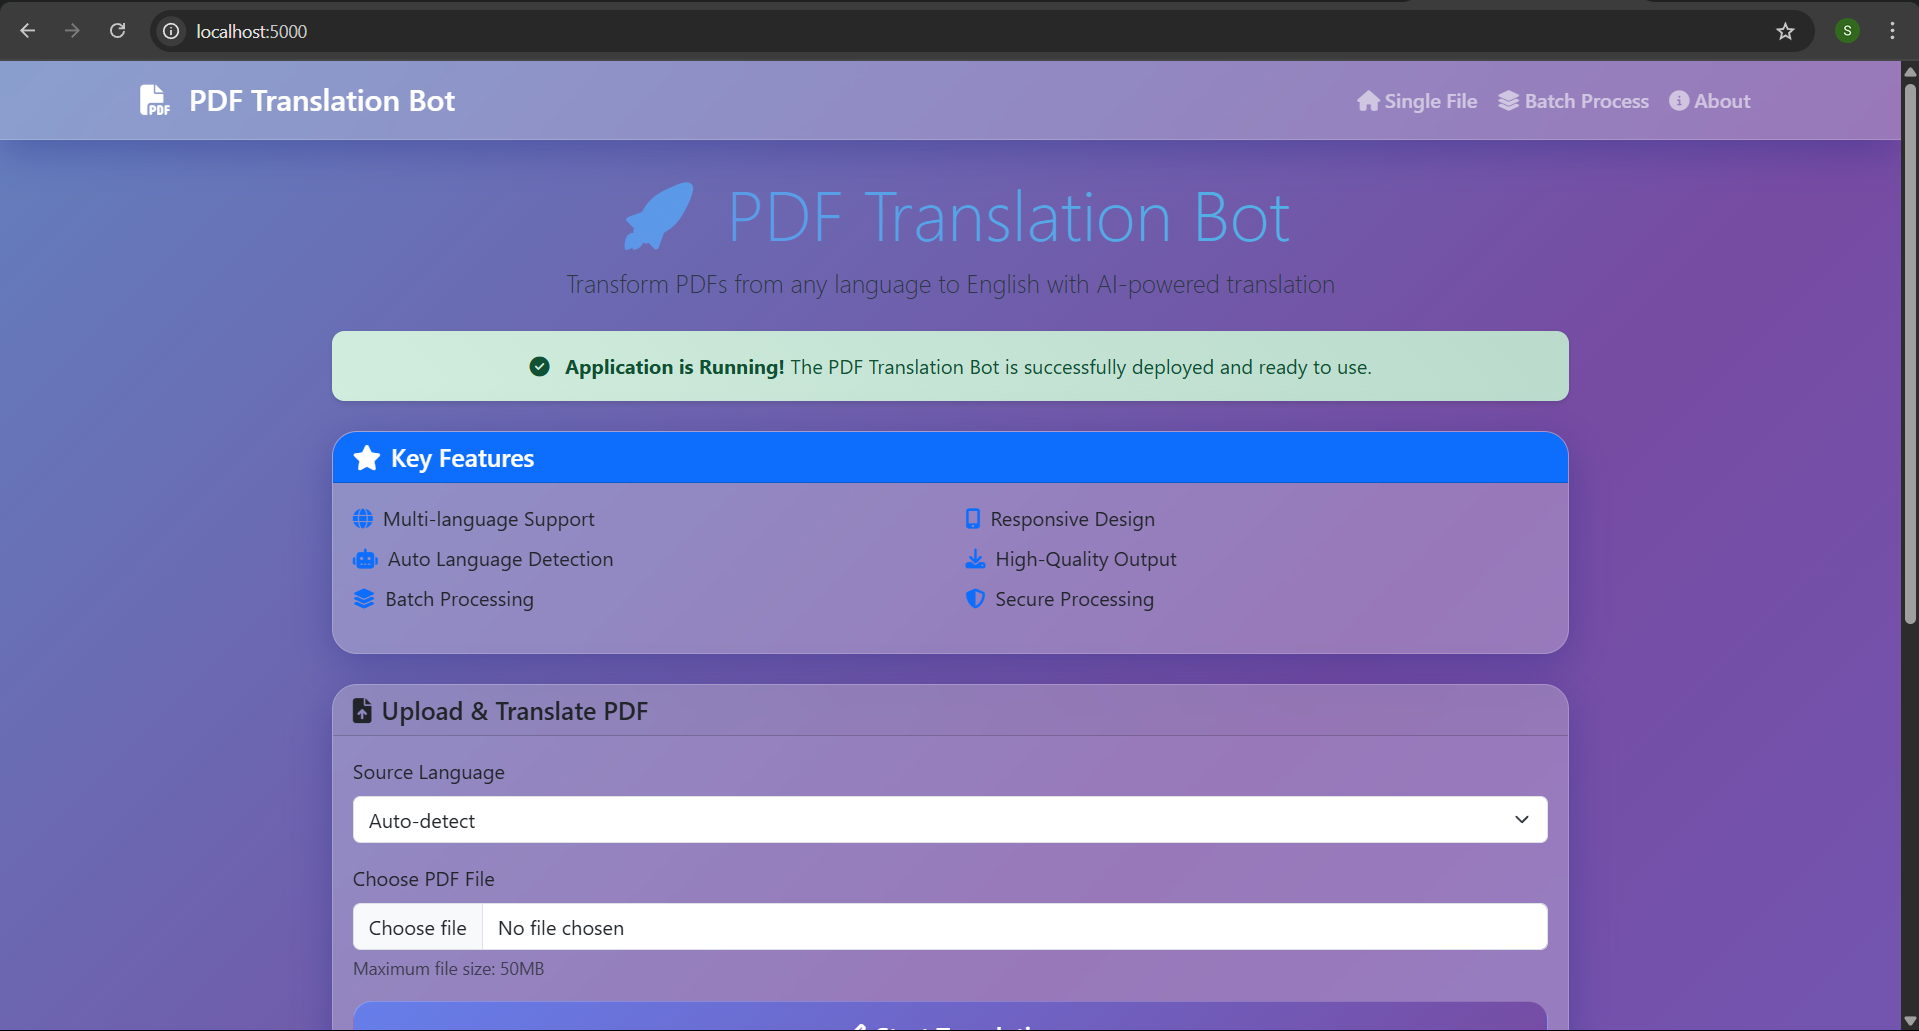 localhost:5000
S
PDF
PDF Translation Bot
Single File
Batch Process
About
PDF Translation Bot
Transform PDFs from any language to English with AI-powered translation
Application is Running! The PDF Translation Bot is successfully deployed and ready to use.
Key Features
Multi-language Support
Responsive Design
Auto Language Detection
High-Quality Output
Batch Processing
Secure Processing
Upload & Translate PDF
Source Language
Auto-detect
Choose PDF File
Choose file No file chosen
Maximum file size: 50MB